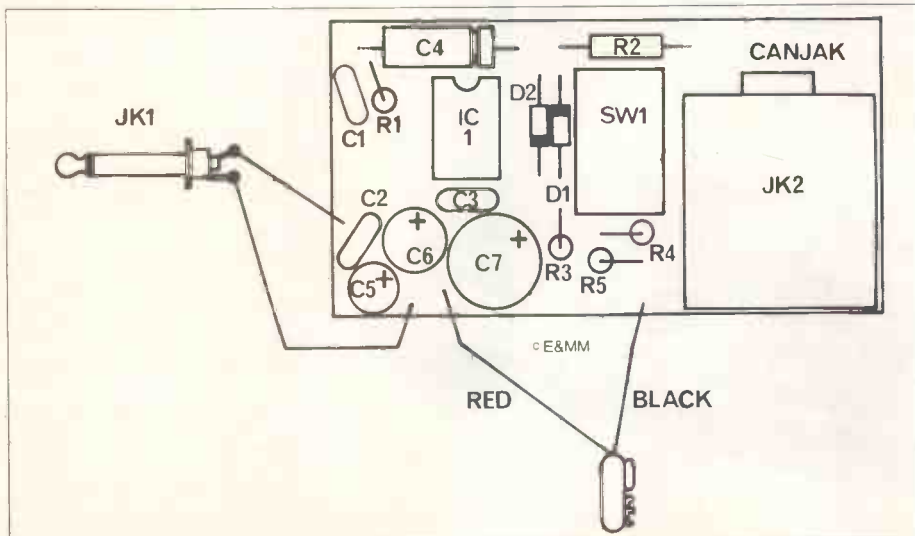 C4
R2
CANJAK
JK1
C1
R1
IC
1
D2
SW1
JK2
C2
C3
D1
C6
C7
R3
R4
R5
C5
© E&MM
RED
BLACK